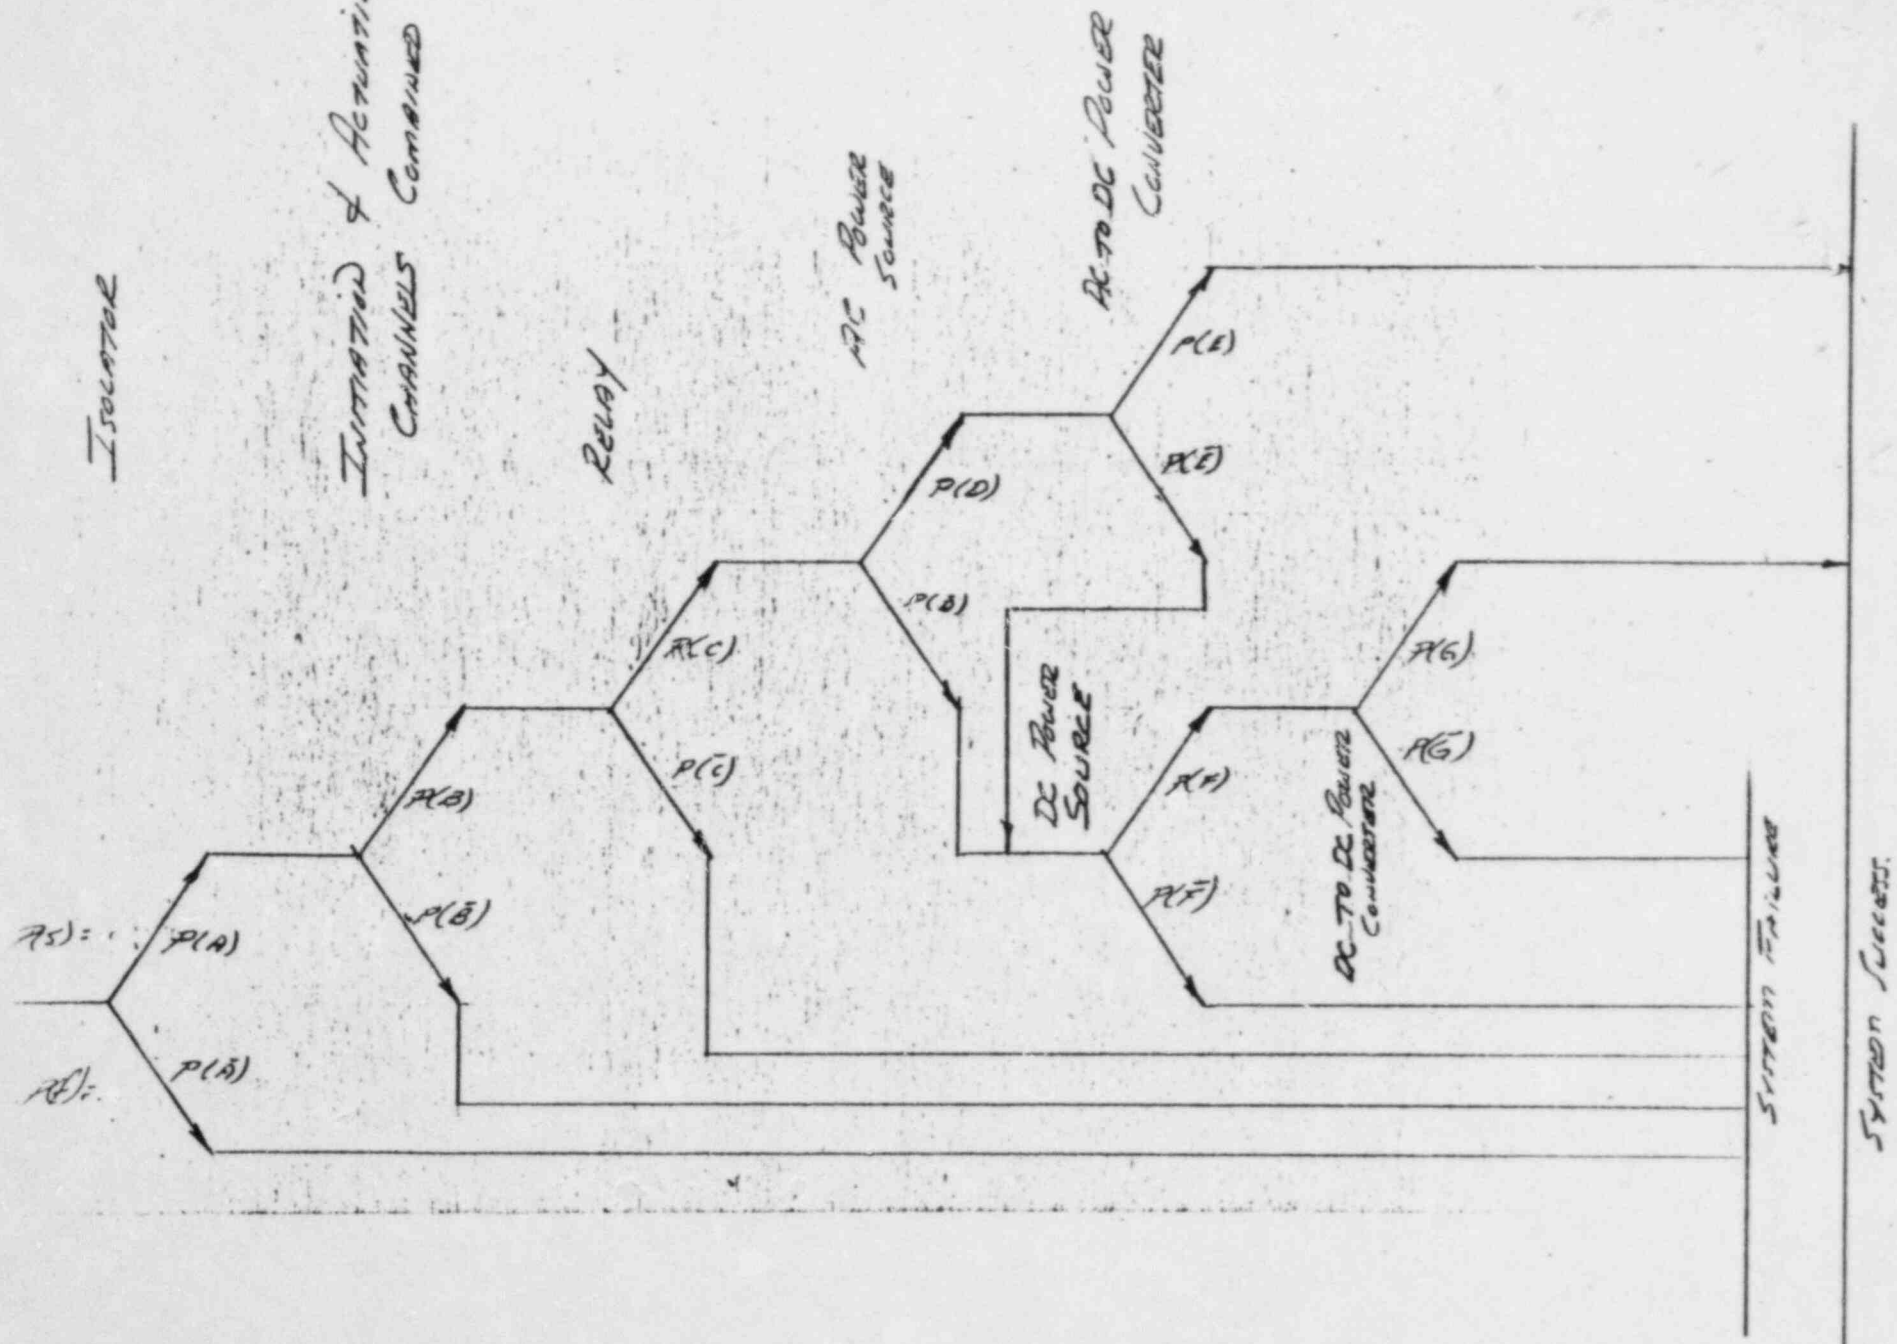 ISOLATOR
INITIATION &
CHANNELS COMBINED
RELAY
AC POWER
SOURCE
AC TO DC POWER
CONVERTER
P(S)=
P(A)
P(f)=
P(Ā)
P(B)
P(B̄)
P(C)
P(C̄)
P(D)
P(E)
P(Ē)
DC POWER
SOURCE
P(F)
P(F̄)
DC-TO DC POWER
CONVERTER
P(G)
P(Ḡ)
SYSTEM FAILURE
SYSTEM SUCCESS